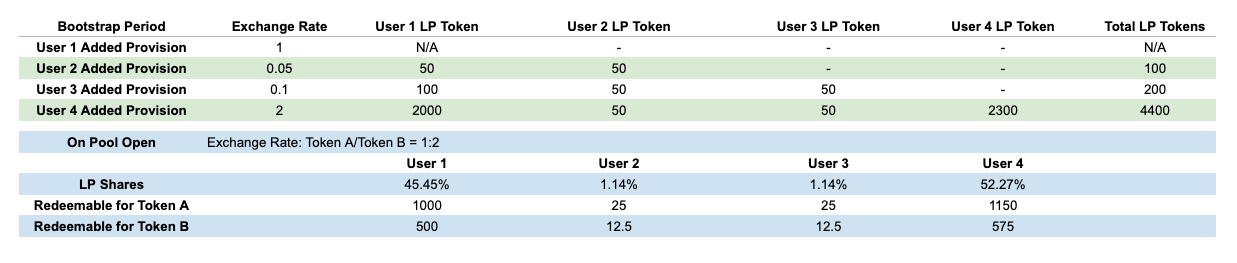 Bootstrap Period Exchange Rate User 1 LP Token User 2 LP Token User 3 LP Token User 4 LP Token Total LP Tokens
User 1 Added Provision 1 N/A - - - N/A
User 2 Added Provision 0.05 50 50 - - 100
User 3 Added Provision 0.1 100 50 50 - 200
User 4 Added Provision 2 2000 50 50 2300 4400
On Pool Open Exchange Rate: Token A/Token B = 1:2
User 1 User 2 User 3 User 4
LP Shares 45.45% 1.14% 1.14% 52.27%
Redeemable for Token A 1000 25 25 1150
Redeemable for Token B 500 12.5 12.5 575